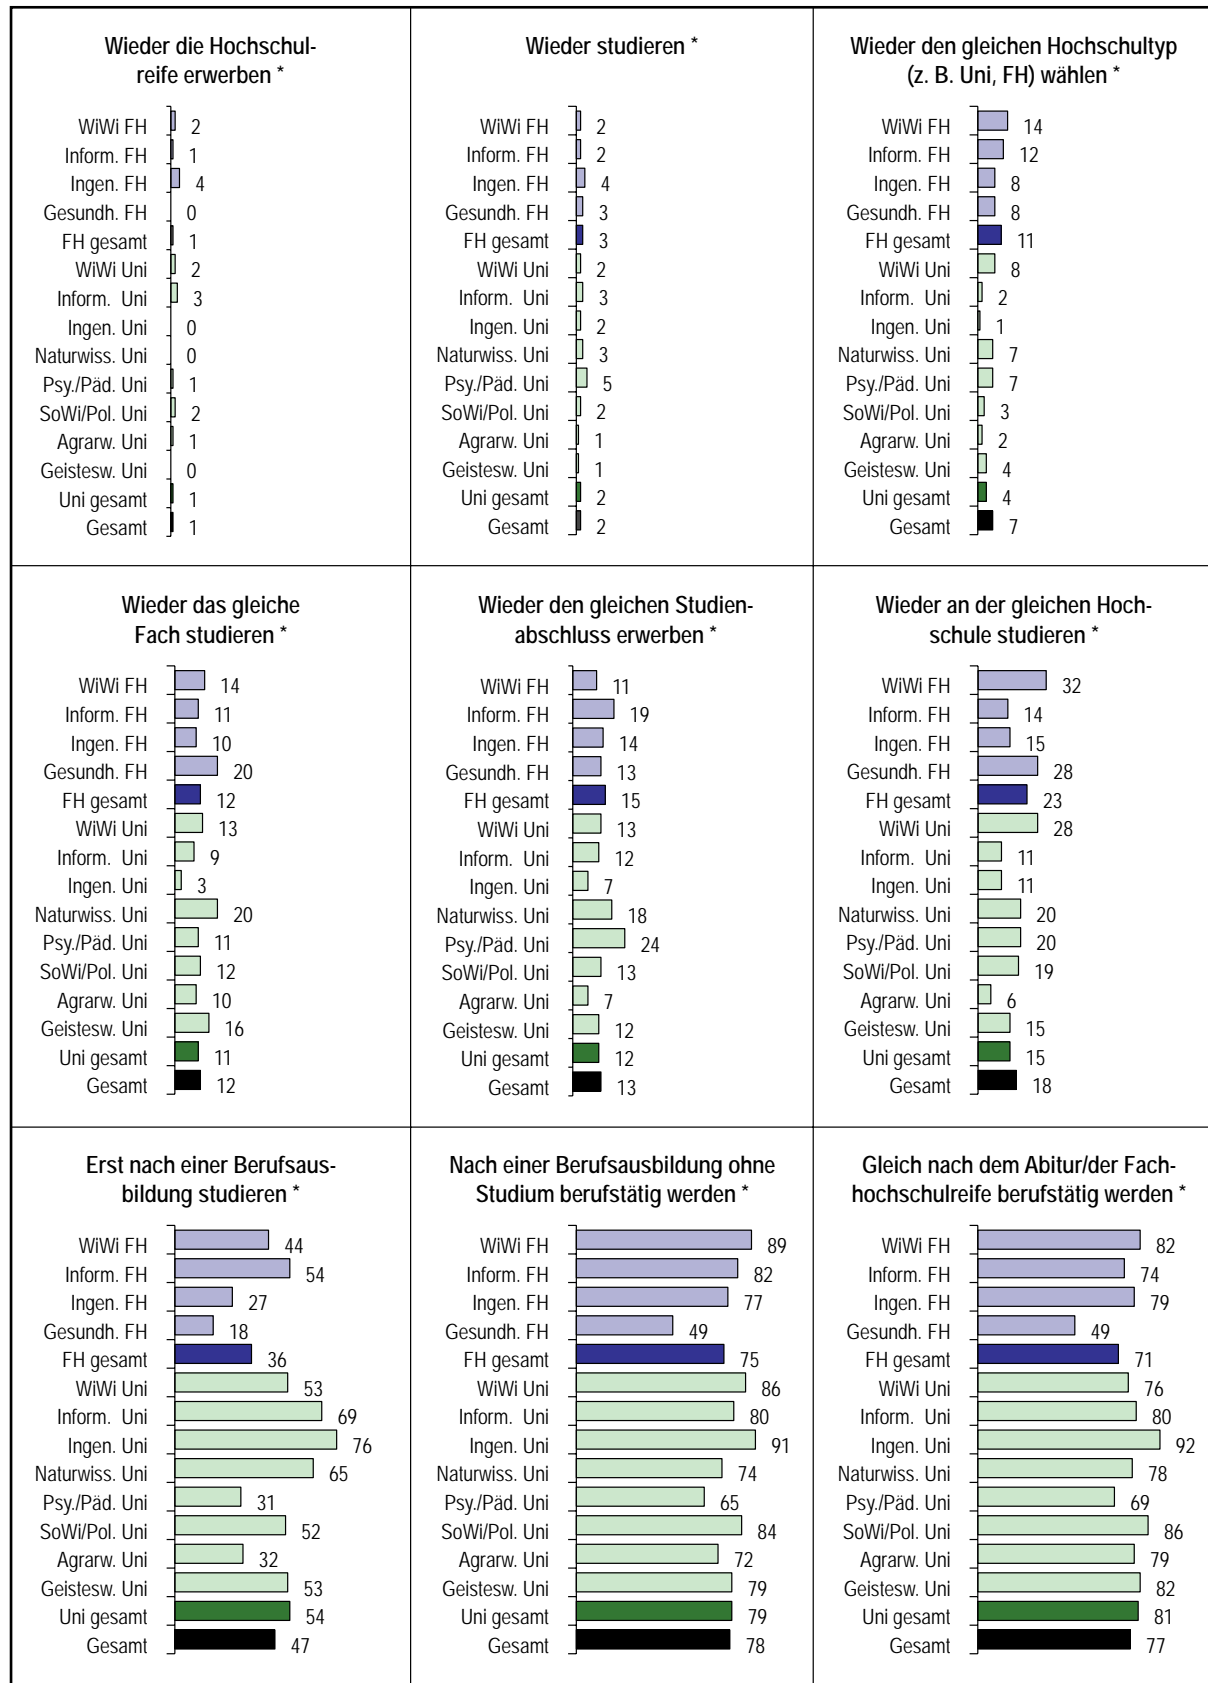 Wieder die Hochschul-
reife erwerben *
WiWi FH 2
Inform. FH 1
Ingen. FH 4
Gesundh. FH 0
FH gesamt 1
WiWi Uni 2
Inform. Uni 3
Ingen. Uni 0
Naturwiss. Uni 0
Psy./Päd. Uni 1
SoWi/Pol. Uni 2
Agrarw. Uni 1
Geistesw. Uni 0
Uni gesamt 1
Gesamt 1
Wieder studieren *
WiWi FH 2
Inform. FH 2
Ingen. FH 4
Gesundh. FH 3
FH gesamt 3
WiWi Uni 2
Inform. Uni 3
Ingen. Uni 2
Naturwiss. Uni 3
Psy./Päd. Uni 5
SoWi/Pol. Uni 2
Agrarw. Uni 1
Geistesw. Uni 1
Uni gesamt 2
Gesamt 2
Wieder den gleichen Hochschultyp
(z. B. Uni, FH) wählen *
WiWi FH 14
Inform. FH 12
Ingen. FH 8
Gesundh. FH 8
FH gesamt 11
WiWi Uni 8
Inform. Uni 2
Ingen. Uni 1
Naturwiss. Uni 7
Psy./Päd. Uni 7
SoWi/Pol. Uni 3
Agrarw. Uni 2
Geistesw. Uni 4
Uni gesamt 4
Gesamt 7
Wieder das gleiche
Fach studieren *
WiWi FH 14
Inform. FH 11
Ingen. FH 10
Gesundh. FH 20
FH gesamt 12
WiWi Uni 13
Inform. Uni 9
Ingen. Uni 3
Naturwiss. Uni 20
Psy./Päd. Uni 11
SoWi/Pol. Uni 12
Agrarw. Uni 10
Geistesw. Uni 16
Uni gesamt 11
Gesamt 12
Wieder den gleichen Studien-
abschluss erwerben *
WiWi FH 11
Inform. FH 19
Ingen. FH 14
Gesundh. FH 13
FH gesamt 15
WiWi Uni 13
Inform. Uni 12
Ingen. Uni 7
Naturwiss. Uni 18
Psy./Päd. Uni 24
SoWi/Pol. Uni 13
Agrarw. Uni 7
Geistesw. Uni 12
Uni gesamt 12
Gesamt 13
Wieder an der gleichen Hoch-
schule studieren *
WiWi FH 32
Inform. FH 14
Ingen. FH 15
Gesundh. FH 28
FH gesamt 23
WiWi Uni 28
Inform. Uni 11
Ingen. Uni 11
Naturwiss. Uni 20
Psy./Päd. Uni 20
SoWi/Pol. Uni 19
Agrarw. Uni 6
Geistesw. Uni 15
Uni gesamt 15
Gesamt 18
Erst nach einer Berufsaus-
bildung studieren *
WiWi FH 44
Inform. FH 54
Ingen. FH 27
Gesundh. FH 18
FH gesamt 36
WiWi Uni 53
Inform. Uni 69
Ingen. Uni 76
Naturwiss. Uni 65
Psy./Päd. Uni 31
SoWi/Pol. Uni 52
Agrarw. Uni 32
Geistesw. Uni 53
Uni gesamt 54
Gesamt 47
Nach einer Berufsausbildung ohne
Studium berufstätig werden *
WiWi FH 89
Inform. FH 82
Ingen. FH 77
Gesundh. FH 49
FH gesamt 75
WiWi Uni 86
Inform. Uni 80
Ingen. Uni 91
Naturwiss. Uni 74
Psy./Päd. Uni 65
SoWi/Pol. Uni 84
Agrarw. Uni 72
Geistesw. Uni 79
Uni gesamt 79
Gesamt 78
Gleich nach dem Abitur/der Fach-
hochschulreife berufstätig werden *
WiWi FH 82
Inform. FH 74
Ingen. FH 79
Gesundh. FH 49
FH gesamt 71
WiWi Uni 76
Inform. Uni 80
Ingen. Uni 92
Naturwiss. Uni 78
Psy./Päd. Uni 69
SoWi/Pol. Uni 86
Agrarw. Uni 79
Geistesw. Uni 82
Uni gesamt 81
Gesamt 77